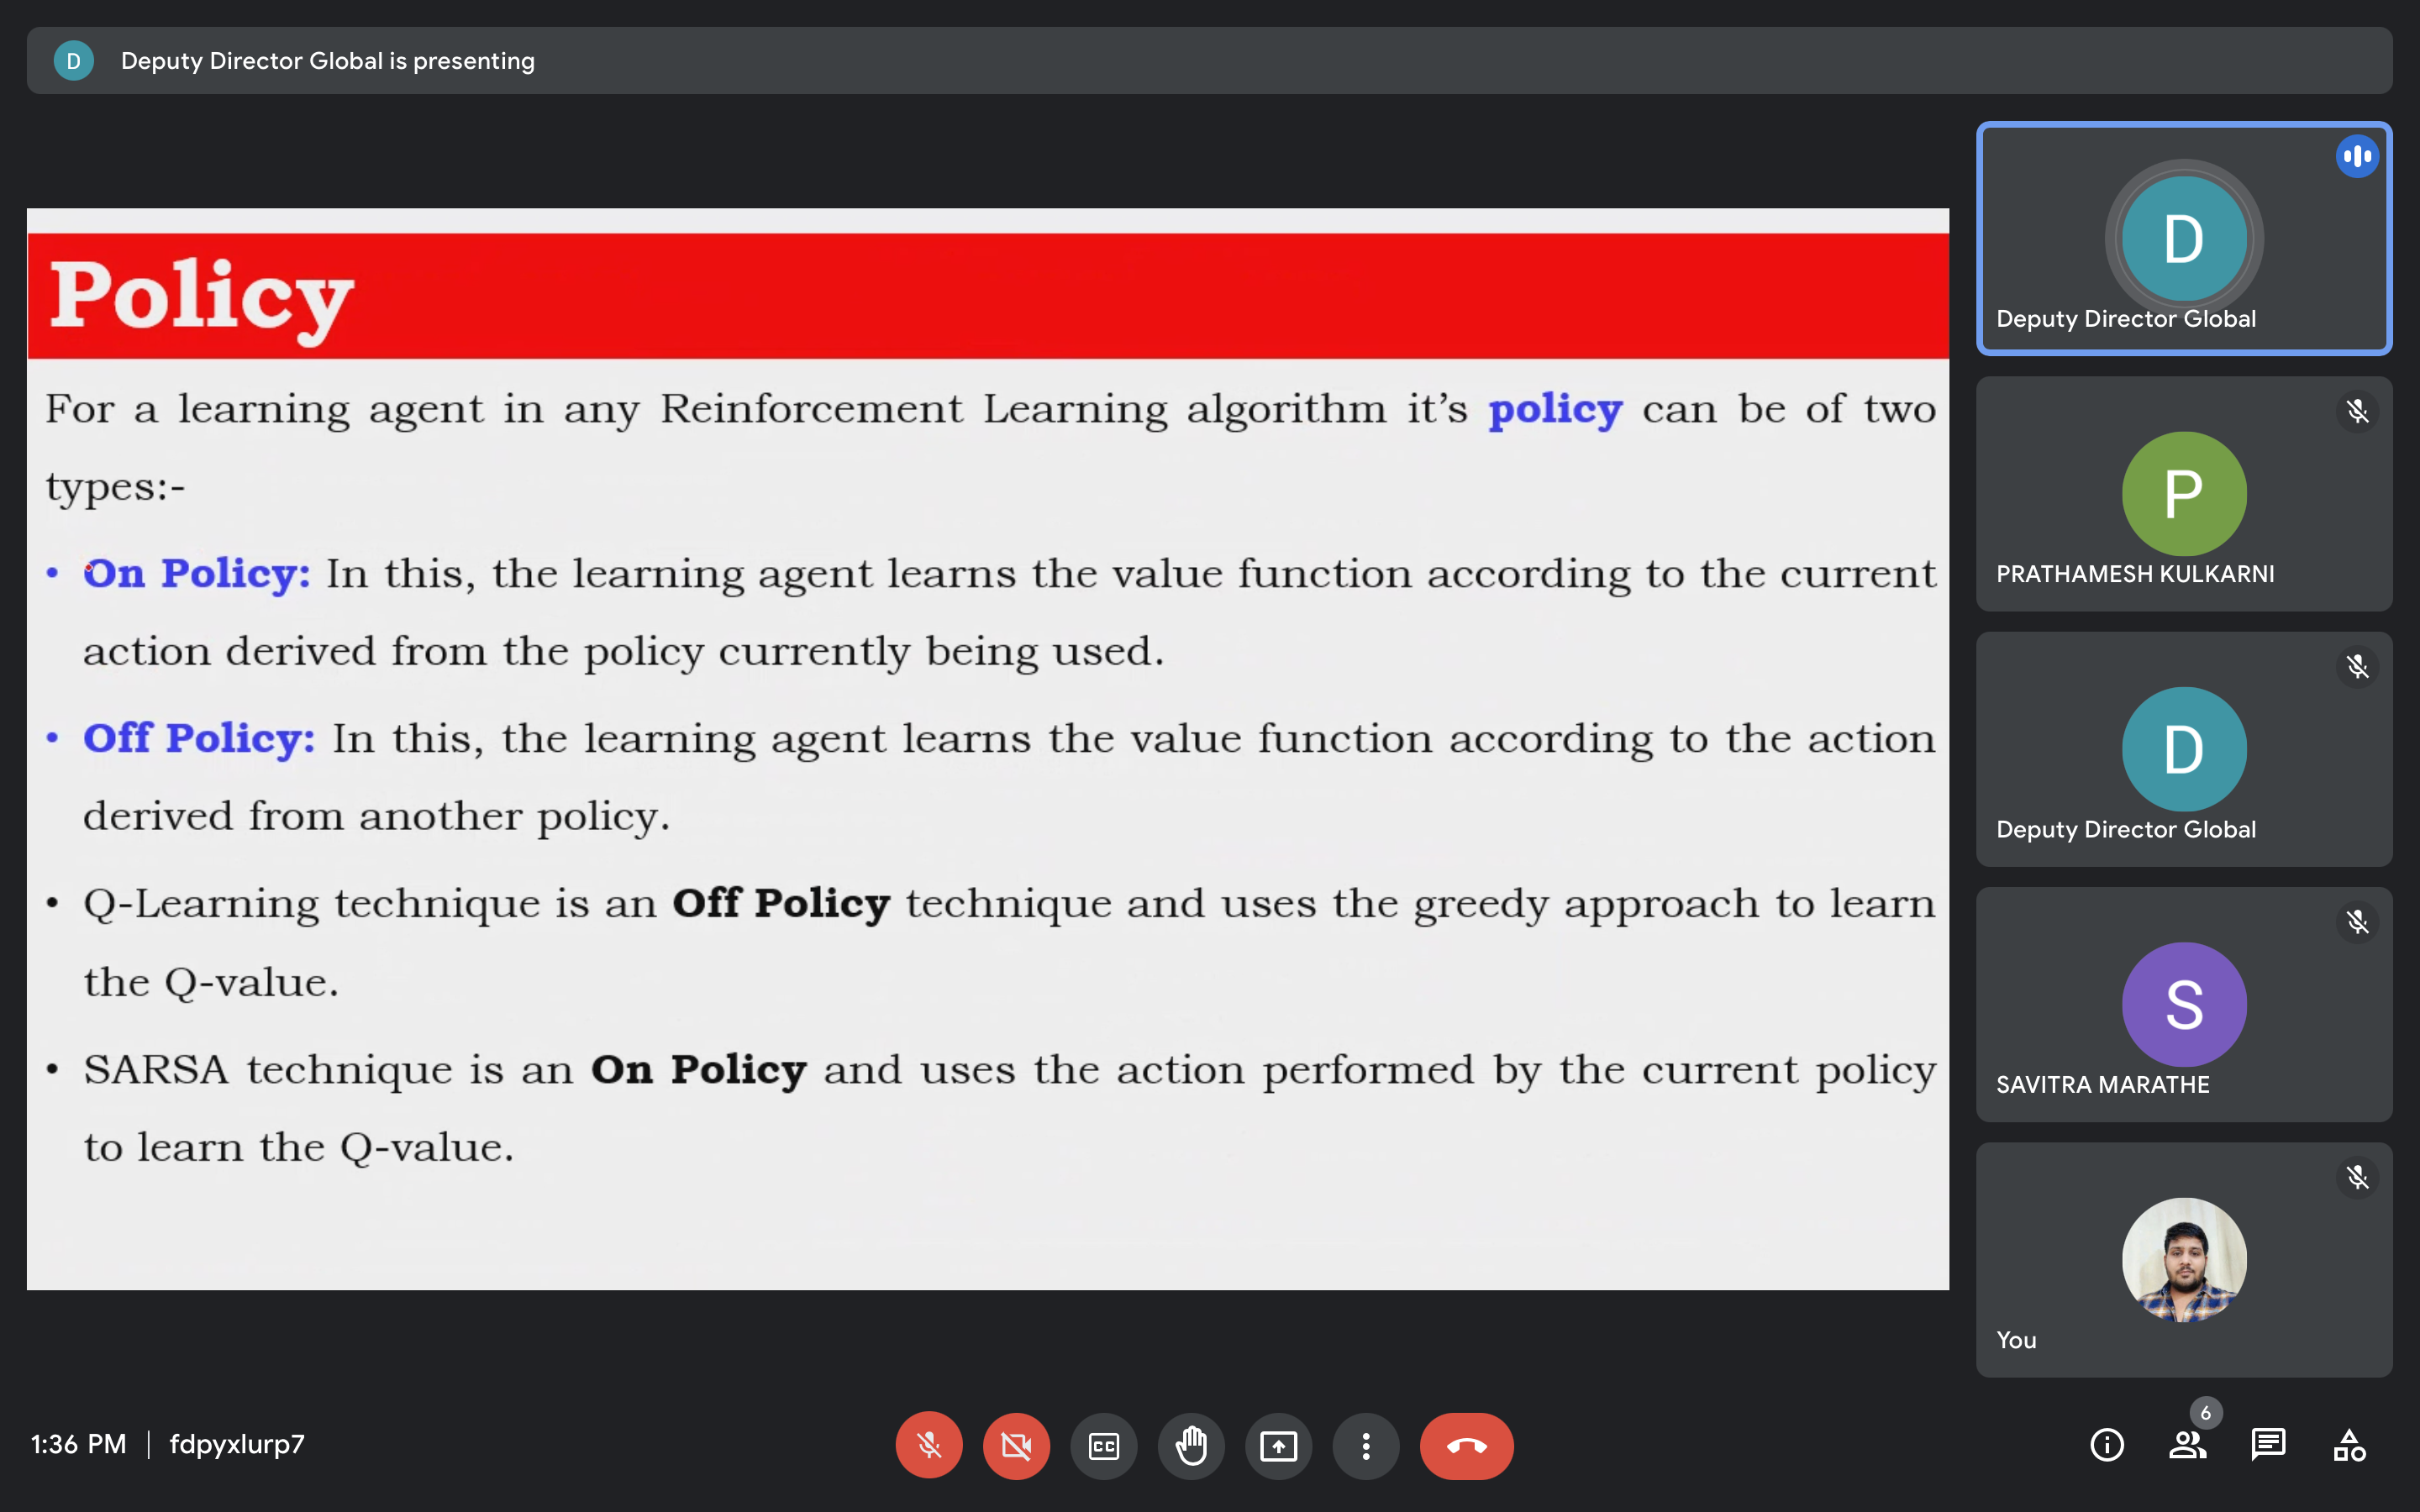 D Deputy Director Global is presenting
Policy
For a learning agent in any Reinforcement Learning algorithm it's policy can be of two
types:-
• On Policy: In this, the learning agent learns the value function according to the current
action derived from the policy currently being used.
• Off Policy: In this, the learning agent learns the value function according to the action
derived from another policy.
• Q-Learning technique is an Off Policy technique and uses the greedy approach to learn
the Q-value.
• SARSA technique is an On Policy and uses the action performed by the current policy
to learn the Q-value.
D
Deputy Director Global
P
PRATHAMESH KULKARNI
D
Deputy Director Global
S
SAVITRA MARATHE
You
1:36 PM | fdpyxlurp7
CC
6